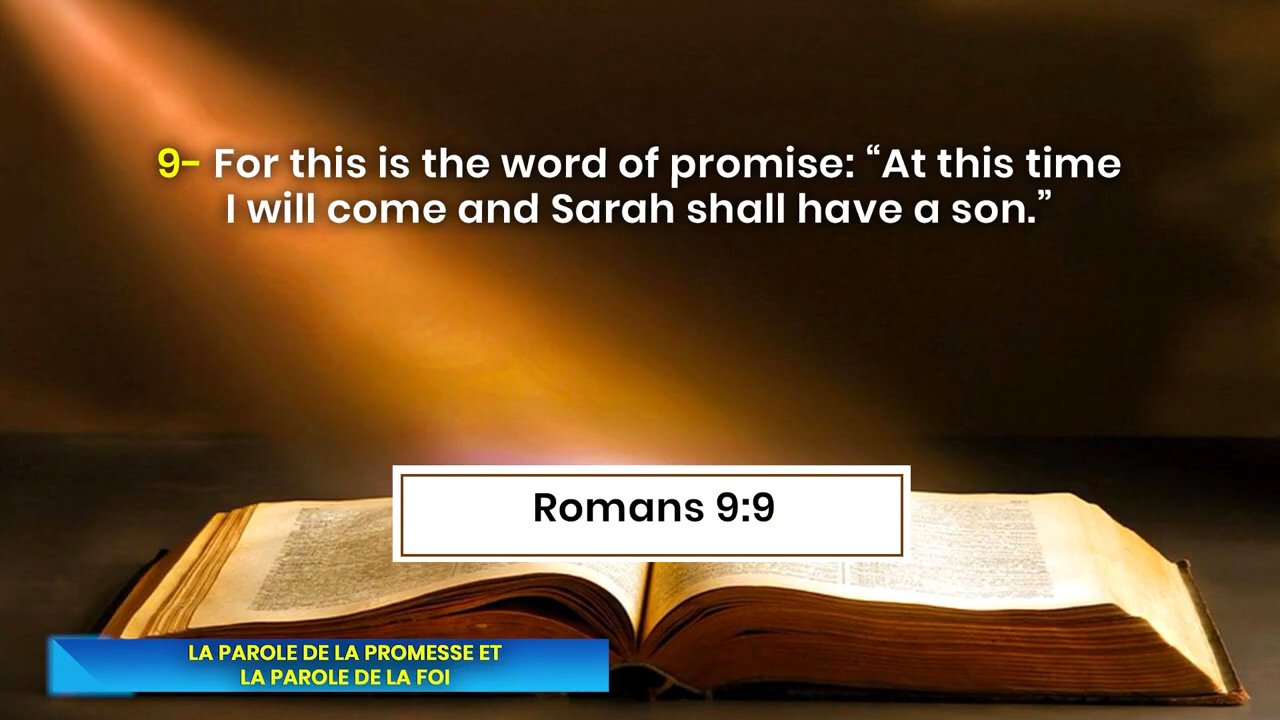 9- For this is the word of promise: “At this time
I will come and Sarah shall have a son.”
Romans 9:9
LA PAROLE DE LA PROMESSE ET
LA PAROLE DE LA FOI